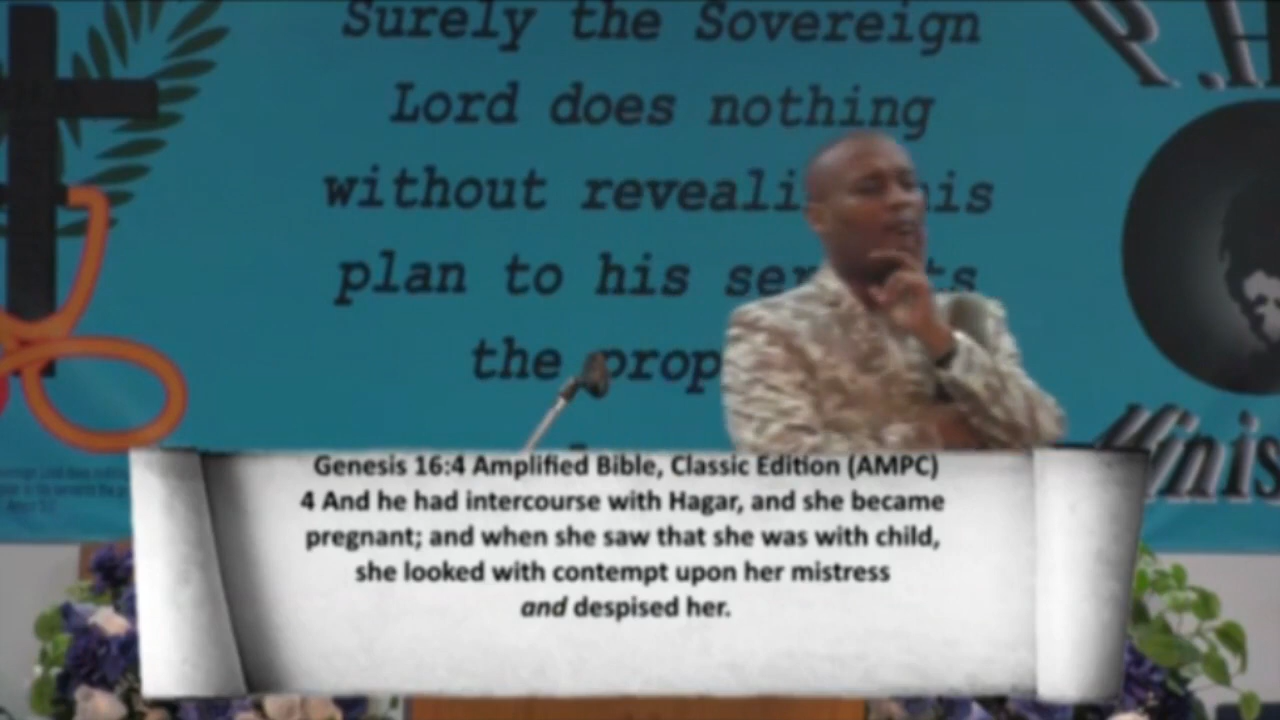 Surely the Sovereign
Lord does nothing
without reveali his
plan to his ser ts
the prop
P.H
Minis
Genesis 16:4 Amplified Bible, Classic Edition (AMPC)
4 And he had intercourse with Hagar, and she became
pregnant; and when she saw that she was with child,
she looked with contempt upon her mistress
and despised her.